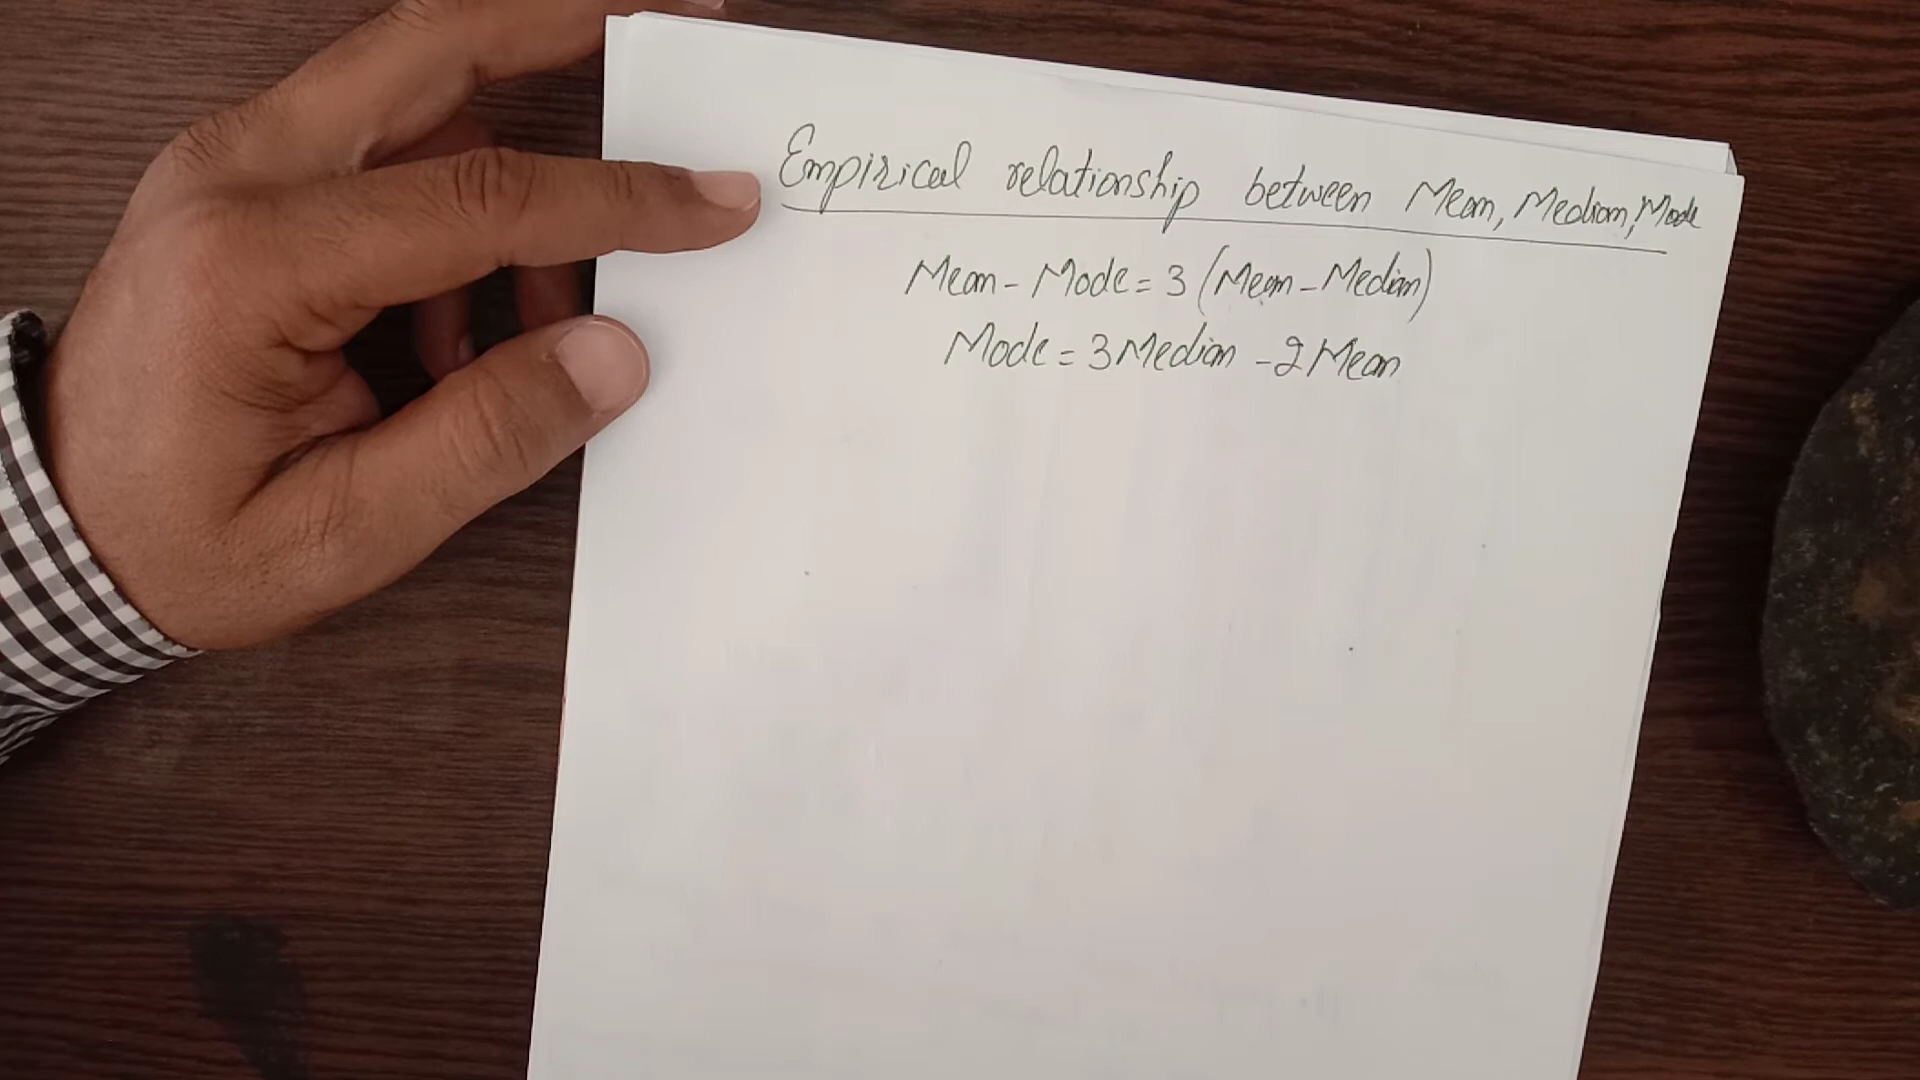 Empirical relationship between Mean, Median, Mode
Mean - Mode = 3 (Mean - Median)
Mode = 3 Median - 2 Mean